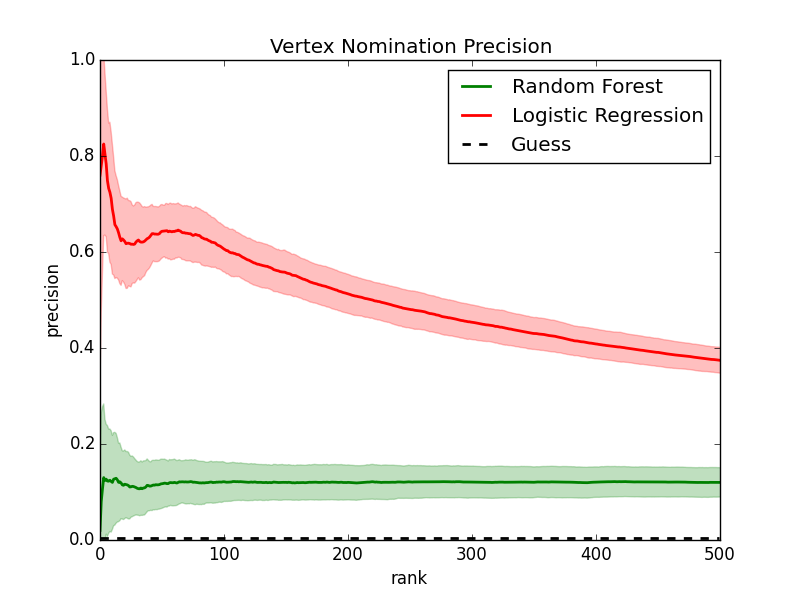 Vertex Nomination Precision
1.0
0.8
0.6
0.4
0.2
0.0
precision
Random Forest
Logistic Regression
Guess
0 100 200 300 400 500
rank